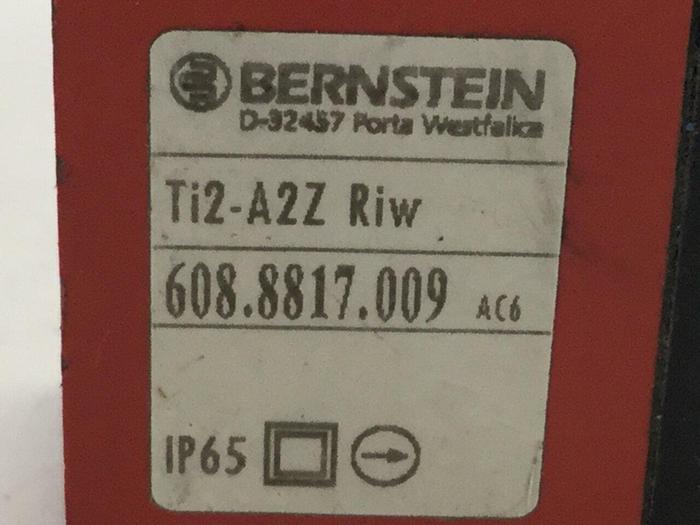 BERNSTEIN
D-32457 Porta Westfalica
Ti2-A2Z Riw
608.8817.009 AC6
IP65